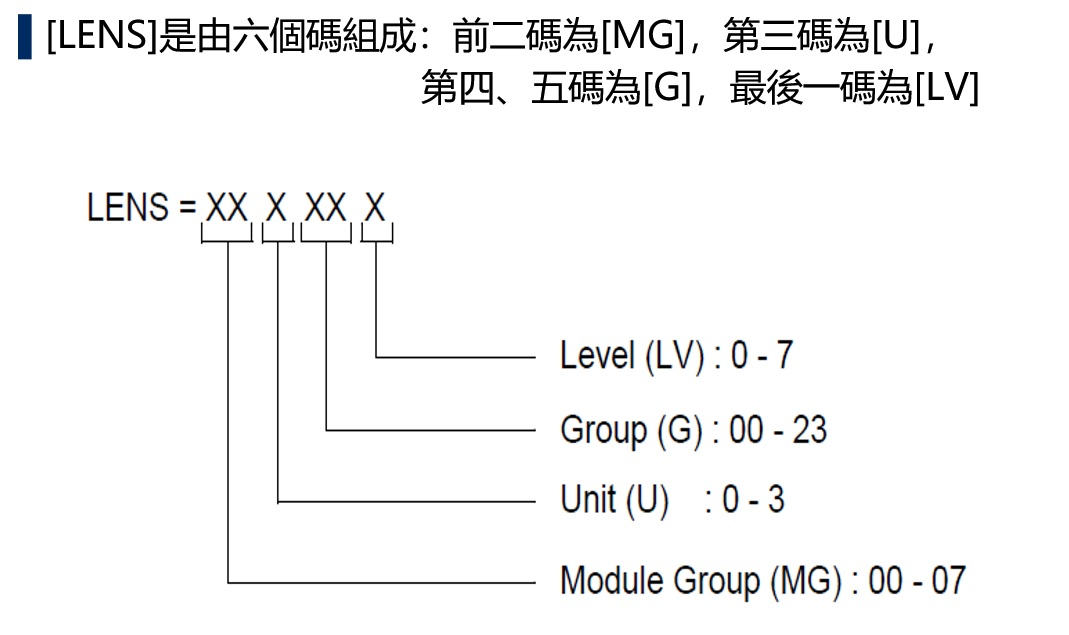 [LENS]是由六個碼組成：前二碼為[MG]，第三碼為[U]，
第四、五碼為[G]，最後一碼為[LV]
LENS = XX X XX X
Level (LV) : 0 - 7
Group (G) : 00 - 23
Unit (U) : 0 - 3
Module Group (MG) : 00 - 07